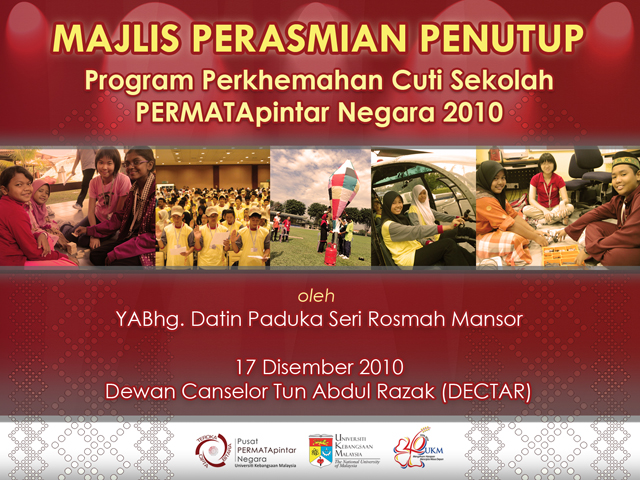 MAJLIS PERASMIAN PENUTUP
Program Perkhemahan Cuti Sekolah
PERMATApintar Negara 2010
oleh
YABhg. Datin Paduka Seri Rosmah Mansor
17 Disember 2010
Dewan Canselor Tun Abdul Razak (DECTAR)
Pusat
PERMATApintar
Negara
Universiti Kebangsaan Malaysia
UNIVERSITI
KEBANGSAAN
MALAYSIA
The National University
of Malaysia
UKM